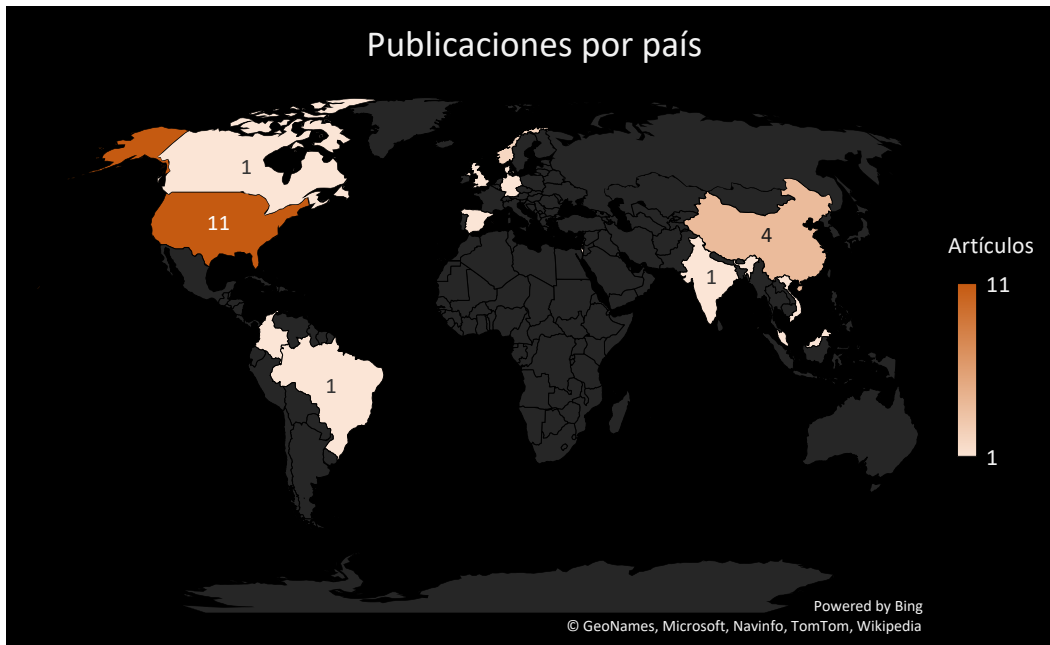 Publicaciones por país
1
11
4
1
1
Artículos
11
1
Powered by Bing
© GeoNames, Microsoft, Navinfo, TomTom, Wikipedia